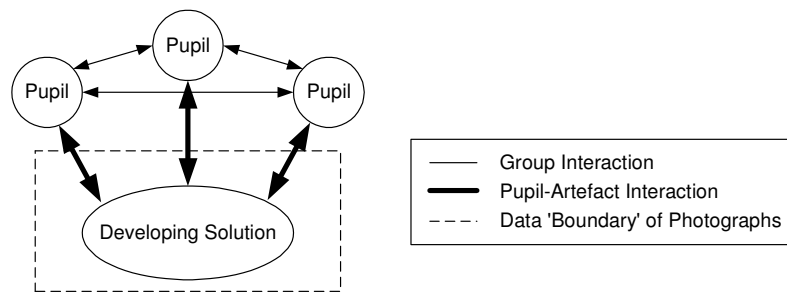 Pupil
Pupil
Pupil
Developing Solution
Group Interaction
Pupil-Artefact Interaction
Data 'Boundary' of Photographs